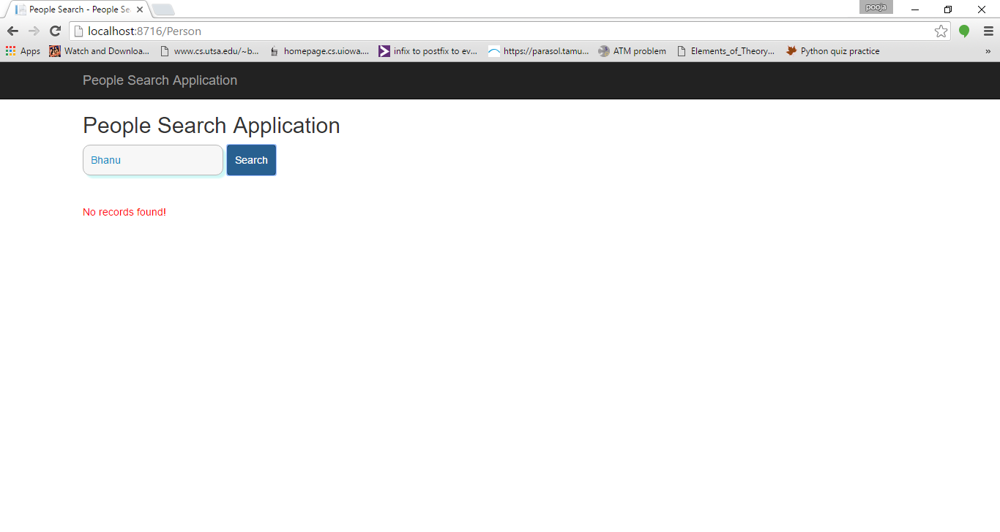 People Search - People Se
pooja
localhost:8716/Person
Apps Watch and Downloa... www.cs.utsa.edu/~b... homepage.cs.uiowa.... infix to postfix to ev... https://parasol.tamu... ATM problem Elements_of_Theory... Python quiz practice »
People Search Application
People Search Application
Bhanu Search
No records found!